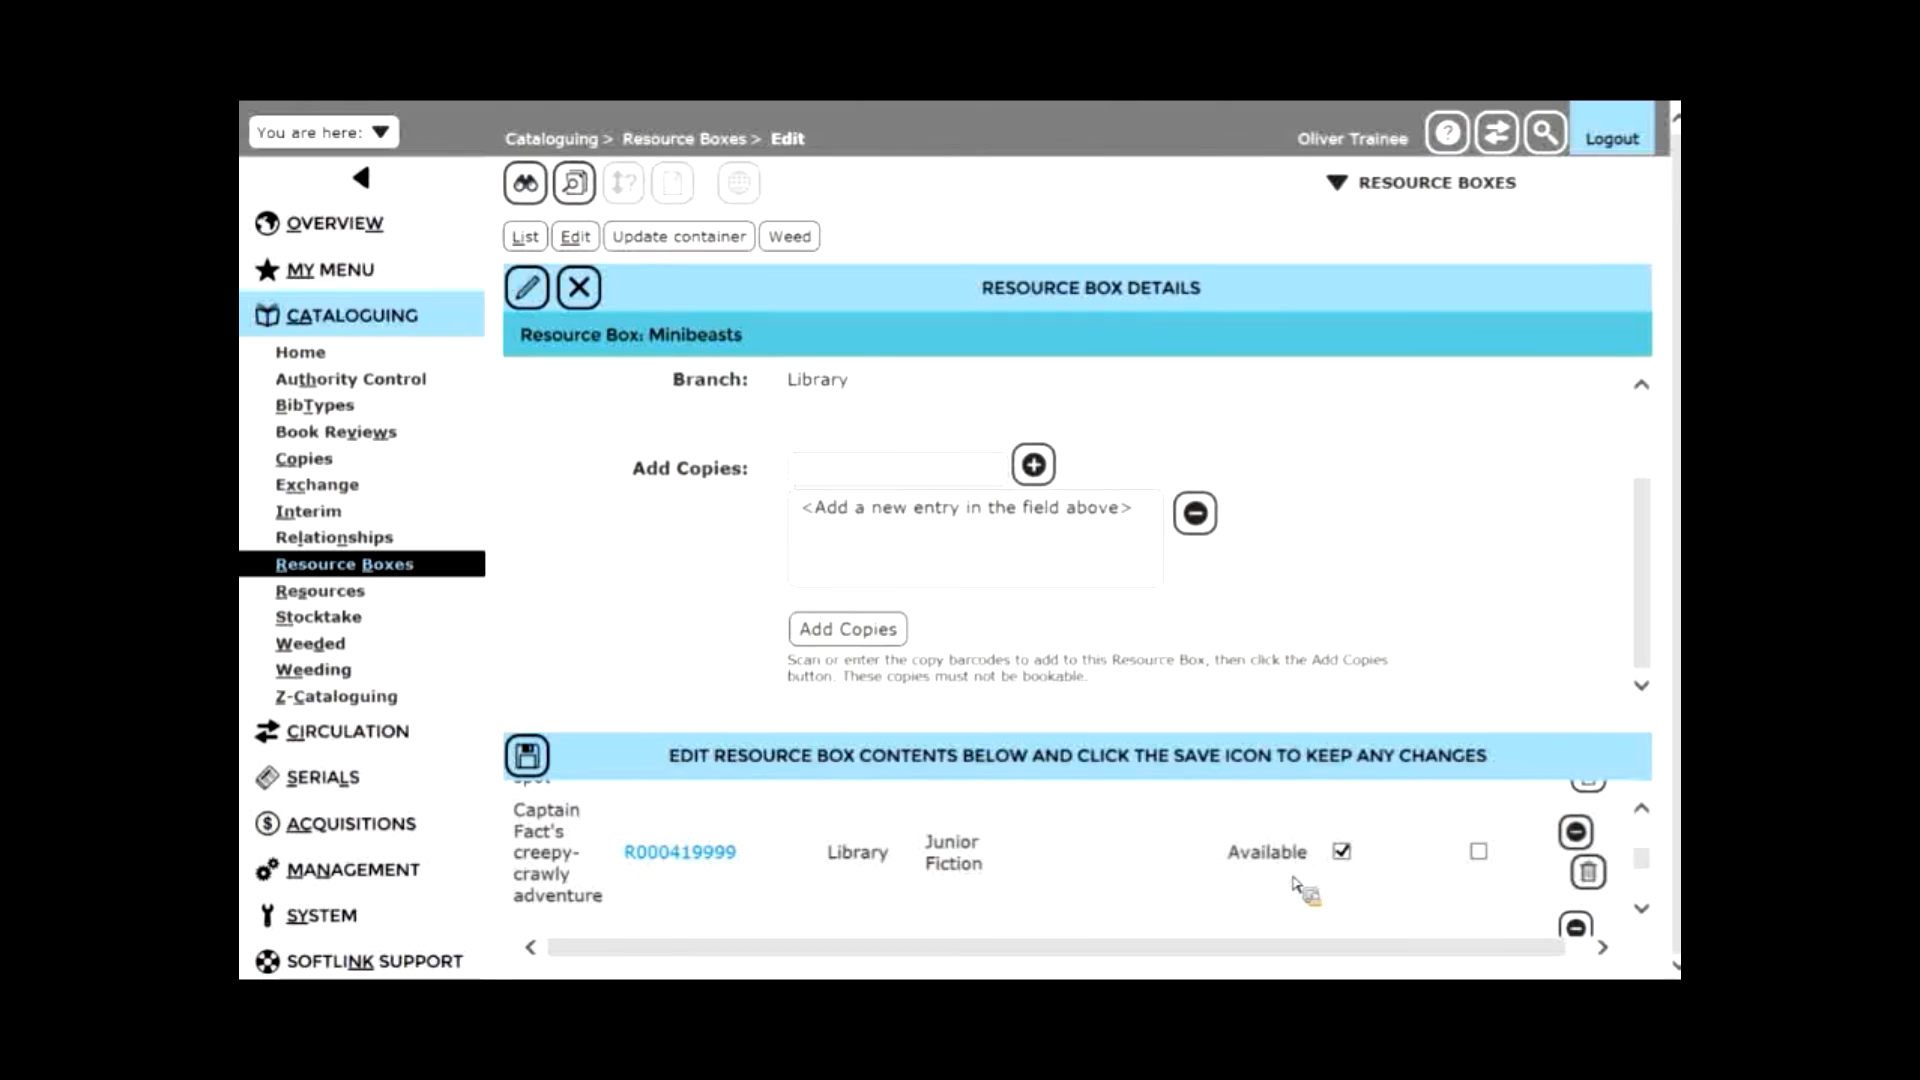 You are here:
Cataloguing > Resource Boxes > Edit
Oliver Trainee
Logout
RESOURCE BOXES
OVERVIEW
MY MENU
CATALOGUING
Home
Authority Control
BibTypes
Book Reviews
Copies
Exchange
Interim
Relationships
Resource Boxes
Resources
Stocktake
Weeded
Weeding
Z-Cataloguing
CIRCULATION
SERIALS
ACQUISITIONS
MANAGEMENT
SYSTEM
SOFTLINK SUPPORT
List Edit Update container Weed
RESOURCE BOX DETAILS
Resource Box: Minibeasts
Branch: Library
Add Copies:
<Add a new entry in the field above>
Add Copies
Scan or enter the copy barcodes to add to this Resource Box, then click the Add Copies
button. These copies must not be bookable.
EDIT RESOURCE BOX CONTENTS BELOW AND CLICK THE SAVE ICON TO KEEP ANY CHANGES
Captain
Fact's
creepy-
crawly
adventure
R000419999
Library
Junior
Fiction
Available